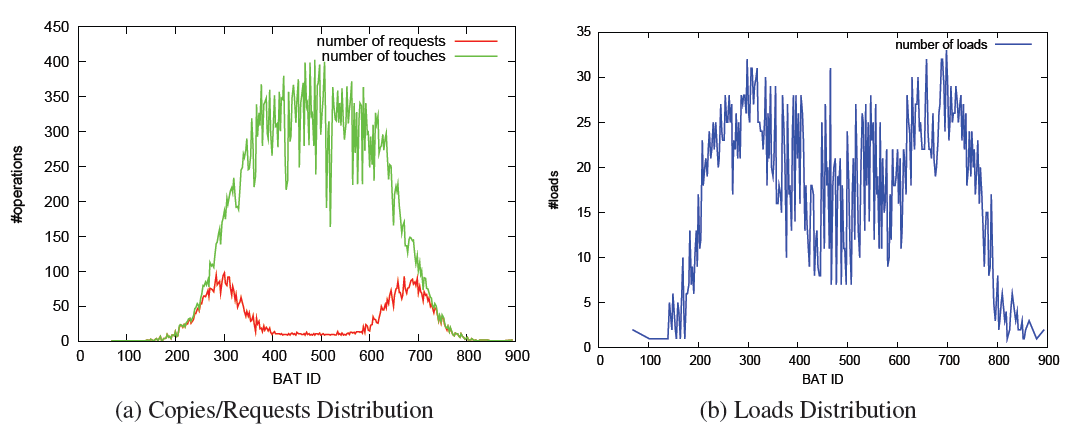 450
400
350
300
250
200
150
100
50
0
#operations
number of requests
number of touches
0 100 200 300 400 500 600 700 800 900
BAT ID
(a) Copies/Requests Distribution
35
30
25
20
15
10
5
0
#loads
number of loads
0 100 200 300 400 500 600 700 800 900
BAT ID
(b) Loads Distribution